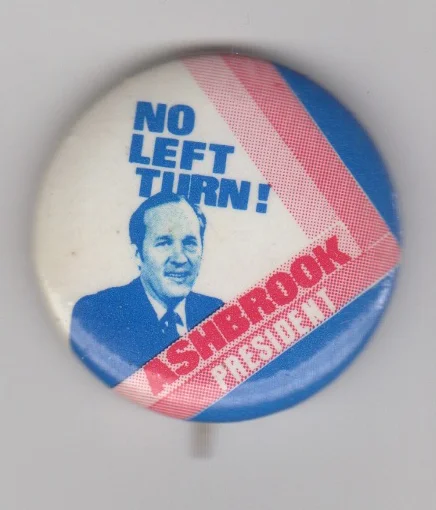 NO
LEFT
TURN!
ASHBROOK
PRESIDENT